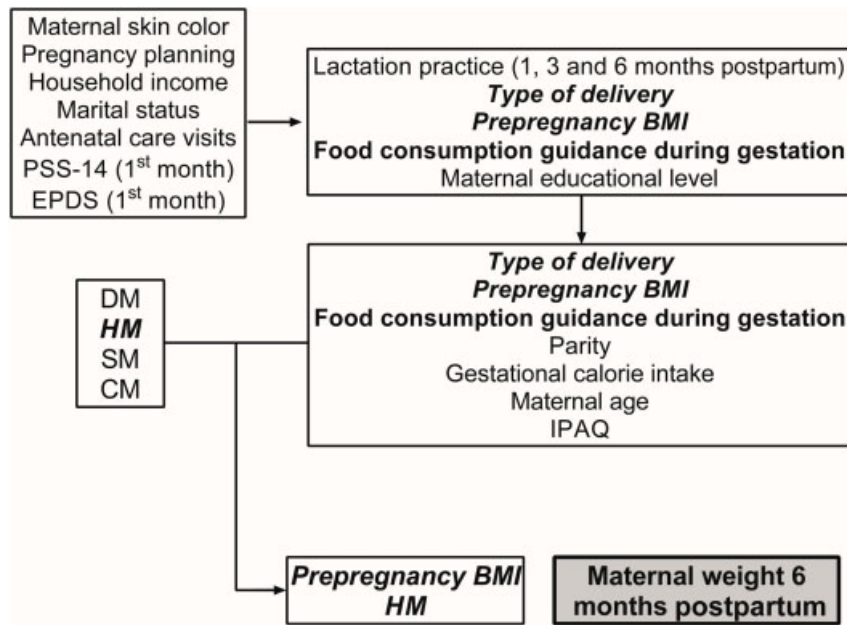 Maternal skin color
Pregnancy planning
Household income
Marital status
Antenatal care visits
PSS-14 (1st month)
EPDS (1st month)
Lactation practice (1, 3 and 6 months postpartum)
Type of delivery
Prepregnancy BMI
Food consumption guidance during gestation
Maternal educational level
Type of delivery
Prepregnancy BMI
Food consumption guidance during gestation
Parity
Gestational calorie intake
Maternal age
IPAQ
DM
HM
SM
CM
Prepregnancy BMI
HM
Maternal weight 6
months postpartum